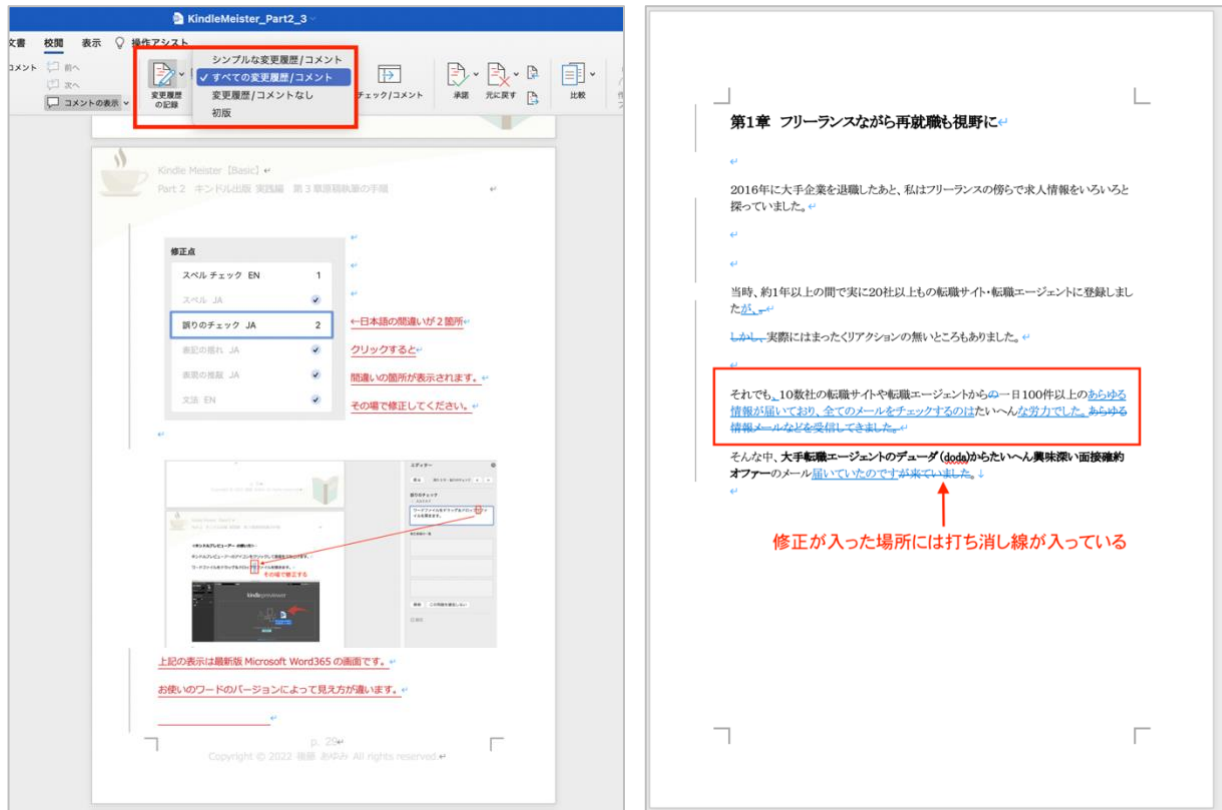 KindleMeister_Part2_3
文書 校閲 表示 操作アシスト
コメント 前へ
次へ
コメントの表示
変更履歴
の記録
シンプルな変更履歴/コメント
すべての変更履歴/コメント
変更履歴/コメントなし
初版
チェック/コメント
承諾 元に戻す 比較
Kindle Meister【Basic】
Part 2 キンドル出版 実践編 第3章原稿執筆の手順
修正点
スペル チェック EN 1
スペル JA
誤りのチェック JA 2
表記の揺れ JA
表現の推敲 JA
文法 EN
←日本語の間違いが2箇所
クリックすると
間違いの箇所が表示されます。
その場で修正してください。
エディター
その場で修正する
上記の表示は最新版 Microsoft Word365 の画面です。
お使いのワードのバージョンによって見え方が違います。
p. 29
Copyright © 2022 後藤 あゆみ All rights reserved.
第1章 フリーランスながら再就職も視野に
2016年に大手企業を退職したあと、私はフリーランスの傍らで求人情報をいろいろと
探っていました。
当時、約1年以上の間で実に20社以上もの転職サイト・転職エージェントに登録しまし
たが、。
しかし、実際にはまったくリアクションの無いところもありました。
それでも、10数社の転職サイトや転職エージェントからの一日100件以上のあらゆる
情報が届いており、全てのメールをチェックするのはたいへんな労力でした。あらゆる
情報メールなどを受信してきました。
そんな中、大手転職エージェントのデューダ(doda)からたいへん興味深い面接確約
オファーのメール届いていたのですが来ていました。
修正が入った場所には打ち消し線が入っている